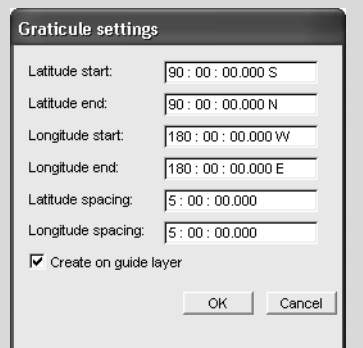 Graticule settings
Latitude start: 90 : 00 : 00.000 S
Latitude end: 90 : 00 : 00.000 N
Longitude start: 180 : 00 : 00.000 W
Longitude end: 180 : 00 : 00.000 E
Latitude spacing: 5 : 00 : 00.000
Longitude spacing: 5 : 00 : 00.000
Create on guide layer
OK Cancel